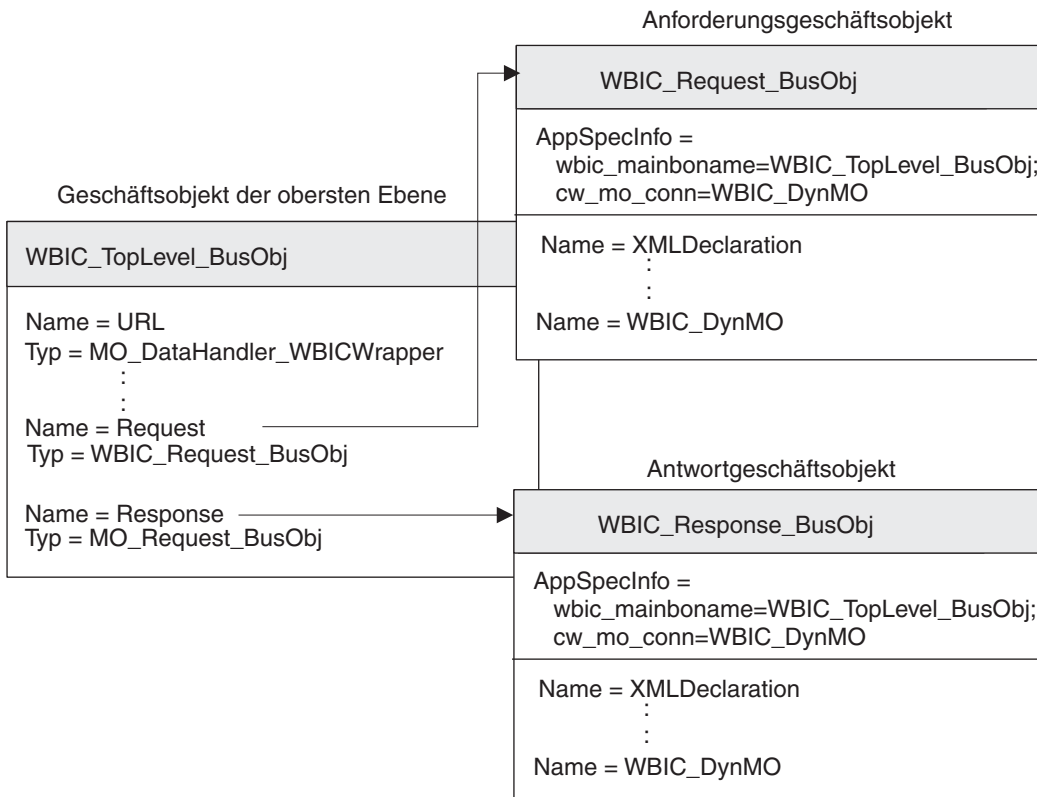 Anforderungsgeschäftsobjekt
WBIC_Request_BusObj
AppSpecInfo =
wbic_mainboname=WBIC_TopLevel_BusObj;
cw_mo_conn=WBIC_DynMO
Name = XMLDeclaration
:
:
Name = WBIC_DynMO
Geschäftsobjekt der obersten Ebene
WBIC_TopLevel_BusObj
Name = URL
Typ = MO_DataHandler_WBICWrapper
:
:
Name = Request
Typ = WBIC_Request_BusObj
Name = Response
Typ = MO_Request_BusObj
Antwortgeschäftsobjekt
WBIC_Response_BusObj
AppSpecInfo =
wbic_mainboname=WBIC_TopLevel_BusObj;
cw_mo_conn=WBIC_DynMO
Name = XMLDeclaration
:
:
Name = WBIC_DynMO